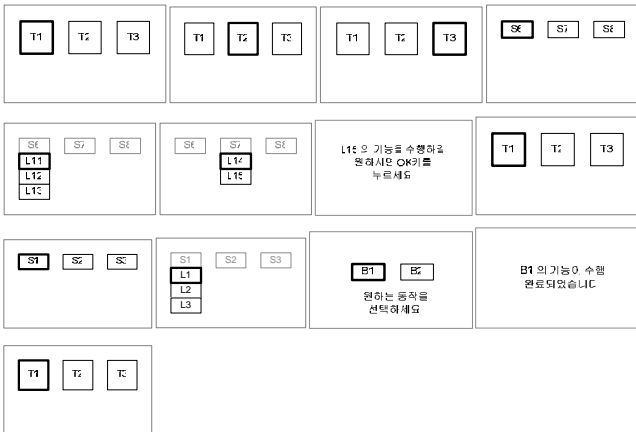 T1 T2 T3
T1 T2 T3
T1 T2 T3
S6 S7 S8
S6 S7 S8
L11
L12
L13
S6 S7 S8
L14
L15
L15 의 기능을 수행하길
원하시면 OK키를
누르세요
T1 T2 T3
S1 S2 S3
S1 S2 S3
L1
L2
L3
B1 B2
원하는 동작을
선택하세요
B1 의 기능이 수행
완료되었습니다
T1 T2 T3